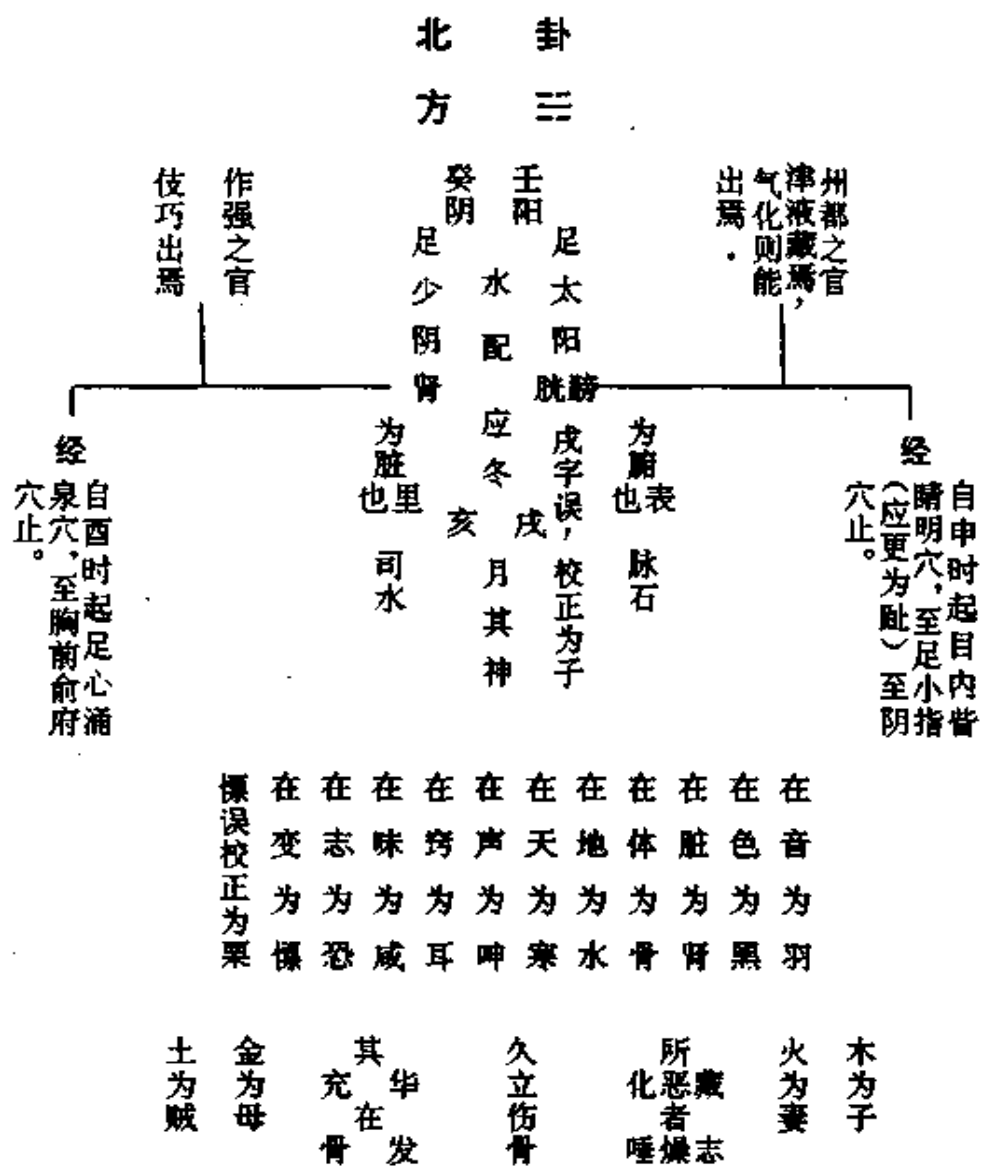 卦☵
北方
壬阳
癸阴
足太阳膀胱
水配
应冬
月其神
足少阴肾
戌
亥
戌字误，校正为子
州都之官
津液藏焉，
气化则能
出焉．
作强之官
伎巧出焉
为腑
表也
脉石
为脏
里也
司水
经
自申时起目内眥
睛明穴，至足小指
（应更为趾）至阴
穴止。
经
自酉时起足心涌
泉穴，至胸前俞府
穴止。
在音为羽
在色为黑
在脏为肾
在体为骨
在地为水
在天为寒
在声为呻
在窍为耳
在味为咸
在志为恐
在变为慄
慄误校正为栗
木为子
火为妻
藏志
所恶者燥
化唾
久立伤骨
其
华
充
在
发
骨
金为母
土为贼